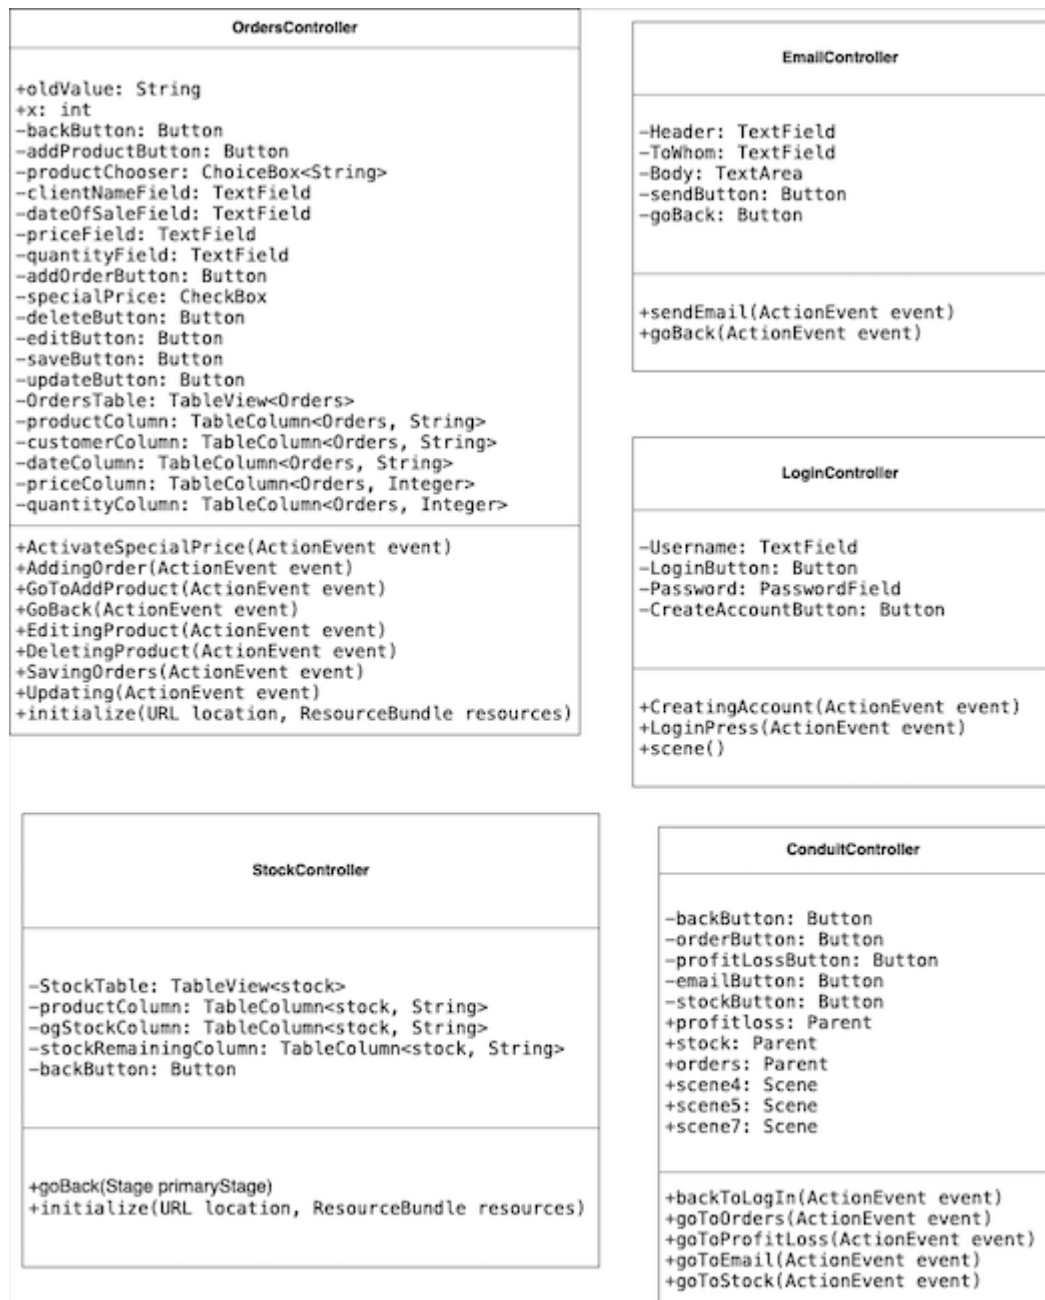 OrdersController
+oldValue: String
+x: int
-backButton: Button
-addProductButton: Button
-productChooser: ChoiceBox<String>
-clientNameField: TextField
-dateOfSaleField: TextField
-priceField: TextField
-quantityField: TextField
-addOrderButton: Button
-specialPrice: CheckBox
-deleteButton: Button
-editButton: Button
-saveButton: Button
-updateButton: Button
-OrdersTable: TableView<Orders>
-productColumn: TableColumn<Orders, String>
-customerColumn: TableColumn<Orders, String>
-dateColumn: TableColumn<Orders, String>
-priceColumn: TableColumn<Orders, Integer>
-quantityColumn: TableColumn<Orders, Integer>
+ActivateSpecialPrice(ActionEvent event)
+AddingOrder(ActionEvent event)
+GoToAddProduct(ActionEvent event)
+GoBack(ActionEvent event)
+EditingProduct(ActionEvent event)
+DeletingProduct(ActionEvent event)
+SavingOrders(ActionEvent event)
+Updating(ActionEvent event)
+initialize(URL location, ResourceBundle resources)
EmailController
-Header: TextField
-ToWhom: TextField
-Body: TextArea
-sendButton: Button
-goBack: Button
+sendEmail(ActionEvent event)
+goBack(ActionEvent event)
LoginController
-Username: TextField
-LoginButton: Button
-Password: PasswordField
-CreateAccountButton: Button
+CreatingAccount(ActionEvent event)
+LoginPress(ActionEvent event)
+scene()
StockController
-StockTable: TableView<stock>
-productColumn: TableColumn<stock, String>
-ogStockColumn: TableColumn<stock, String>
-stockRemainingColumn: TableColumn<stock, String>
-backButton: Button
+goBack(Stage primaryStage)
+initialize(URL location, ResourceBundle resources)
ConduitController
-backButton: Button
-orderButton: Button
-profitLossButton: Button
-emailButton: Button
-stockButton: Button
+profitloss: Parent
+stock: Parent
+orders: Parent
+scene4: Scene
+scene5: Scene
+scene7: Scene
+backToLogIn(ActionEvent event)
+goToOrders(ActionEvent event)
+goToProfitLoss(ActionEvent event)
+goToEmail(ActionEvent event)
+goToStock(ActionEvent event)